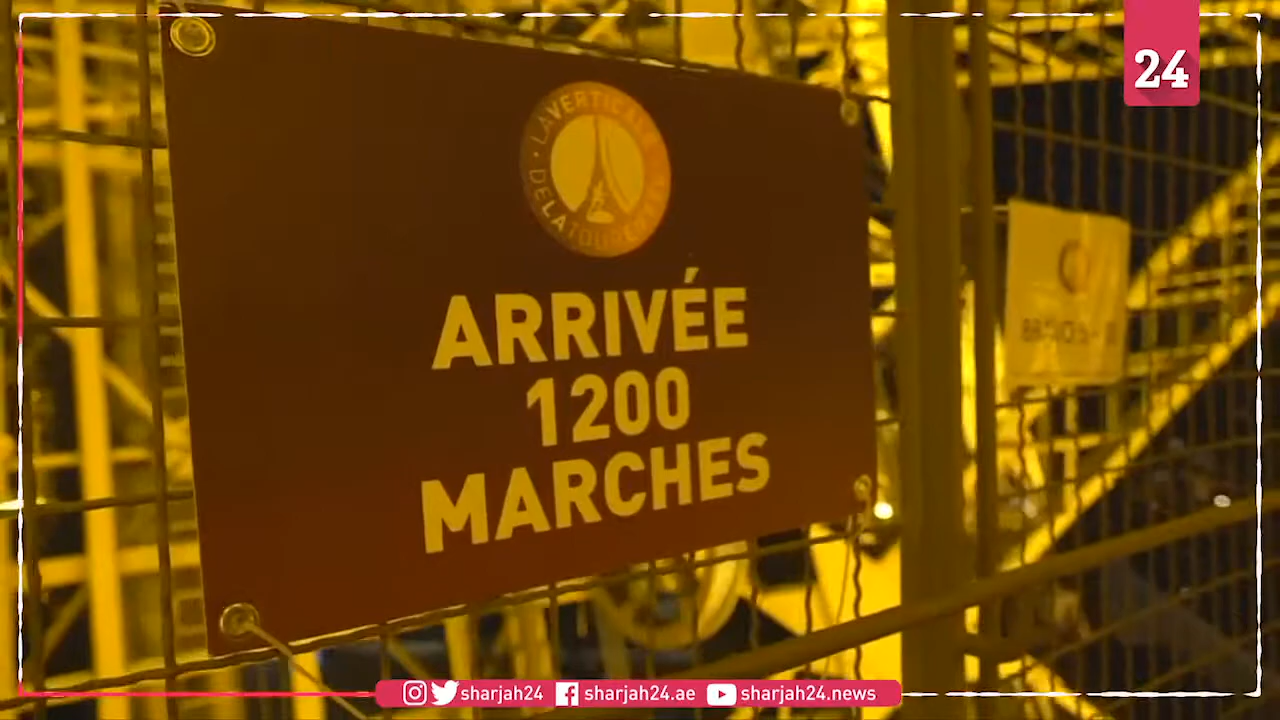 24
LA VERTICALE
DE LA TOUR EIFFEL
ARRIVÉE
1200
MARCHES
sharjah24 sharjah24.ae sharjah24.news